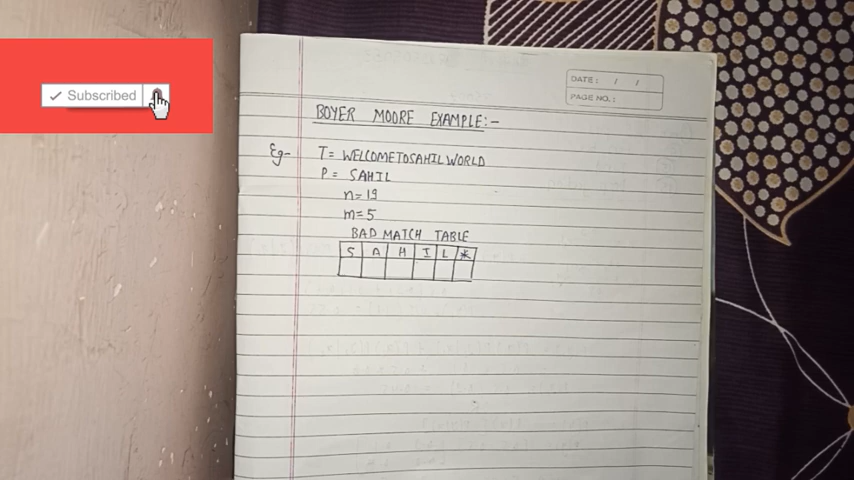 Subscribed
DATE: / /
PAGE NO.:
BOYER MOORE EXAMPLE:-
Eg- T= WELCOMETOSAHILWORLD
P= SAHIL
n=19
m=5
BAD MATCH TABLE
S A H I L *